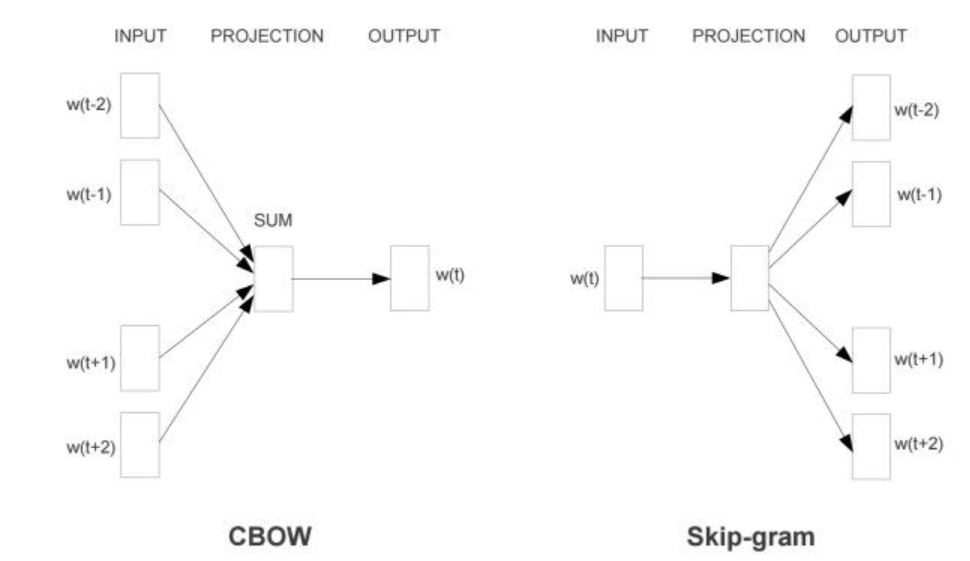 INPUT PROJECTION OUTPUT
w(t-2)
w(t-1)
SUM
w(t)
w(t+1)
w(t+2)
CBOW
INPUT PROJECTION OUTPUT
w(t-2)
w(t-1)
w(t)
w(t+1)
w(t+2)
Skip-gram